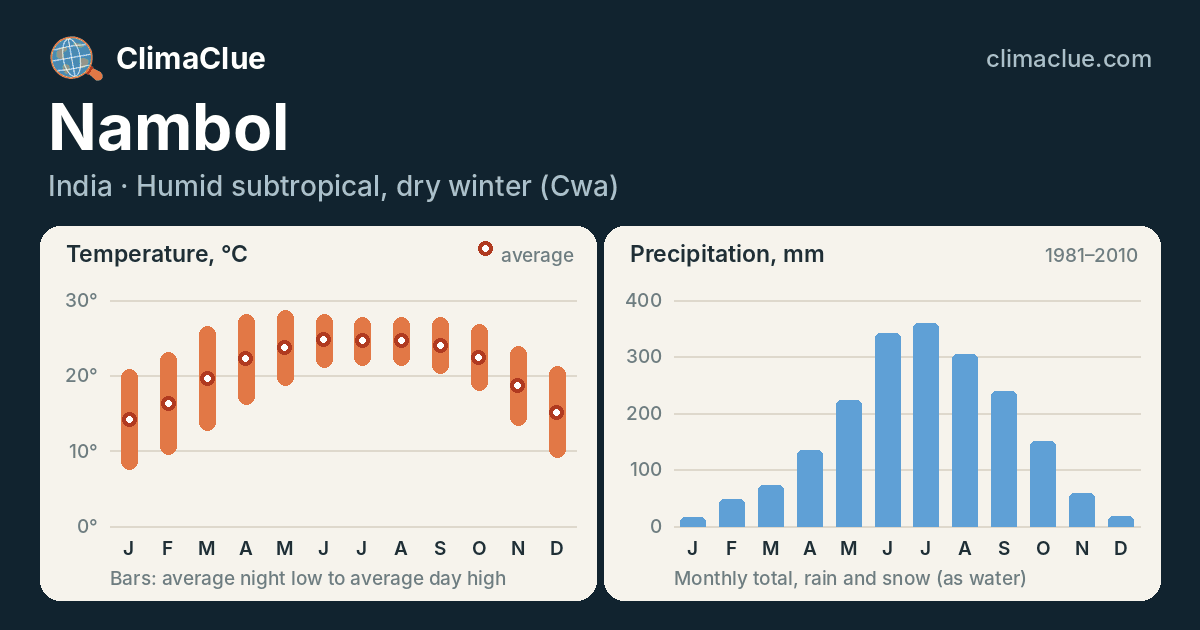 ClimaClue
climaclue.com
Nambol
India · Humid subtropical, dry winter (Cwa)
Temperature, °C
average
30°
20°
10°
0°
J F M A M J J A S O N D
Bars: average night low to average day high
Precipitation, mm
1981–2010
400
300
200
100
0
J F M A M J J A S O N D
Monthly total, rain and snow (as water)